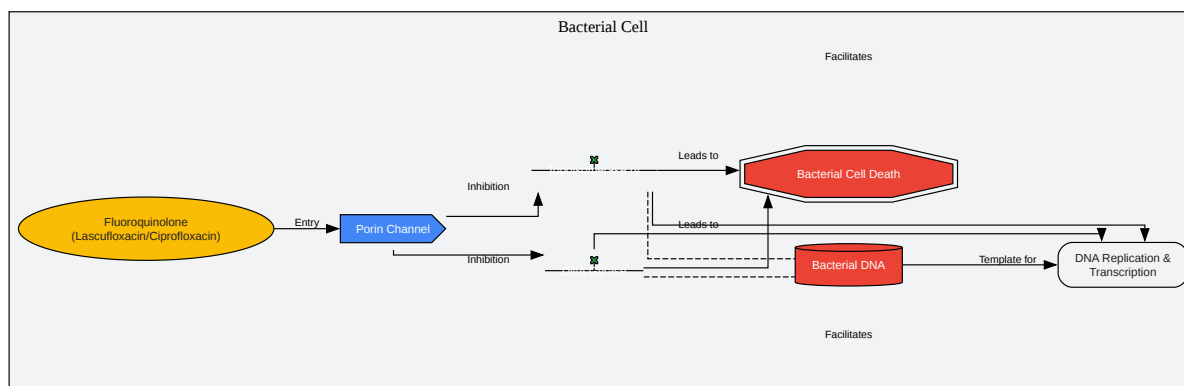 Bacterial Cell
Facilitates
Leads to
Bacterial Cell Death
Inhibition
Fluoroquinolone
(Lascufloxacin/Ciprofloxacin)
Entry
Porin Channel
Leads to
Inhibition
Bacterial DNA
Template for
DNA Replication &
Transcription
Facilitates